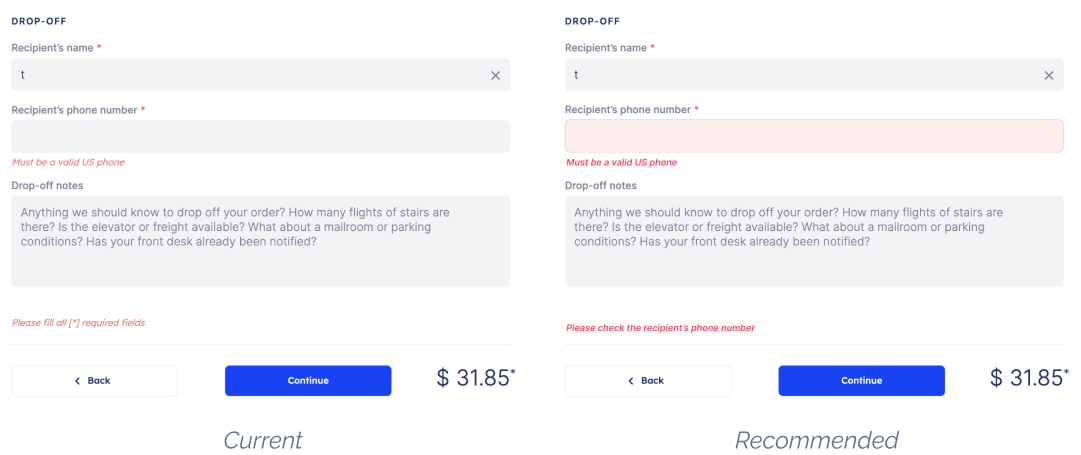 DROP-OFF
Recipient's name *
t
Recipient's phone number *
Must be a valid US phone
Drop-off notes
Anything we should know to drop off your order? How many flights of stairs are
there? Is the elevator or freight available? What about a mailroom or parking
conditions? Has your front desk already been notified?
Please fill all [*] required fields
Back
Continue
$ 31.85*
Current
DROP-OFF
Recipient's name *
t
Recipient's phone number *
Must be a valid US phone
Drop-off notes
Anything we should know to drop off your order? How many flights of stairs are
there? Is the elevator or freight available? What about a mailroom or parking
conditions? Has your front desk already been notified?
Please check the recipient's phone number
Back
Continue
$ 31.85*
Recommended